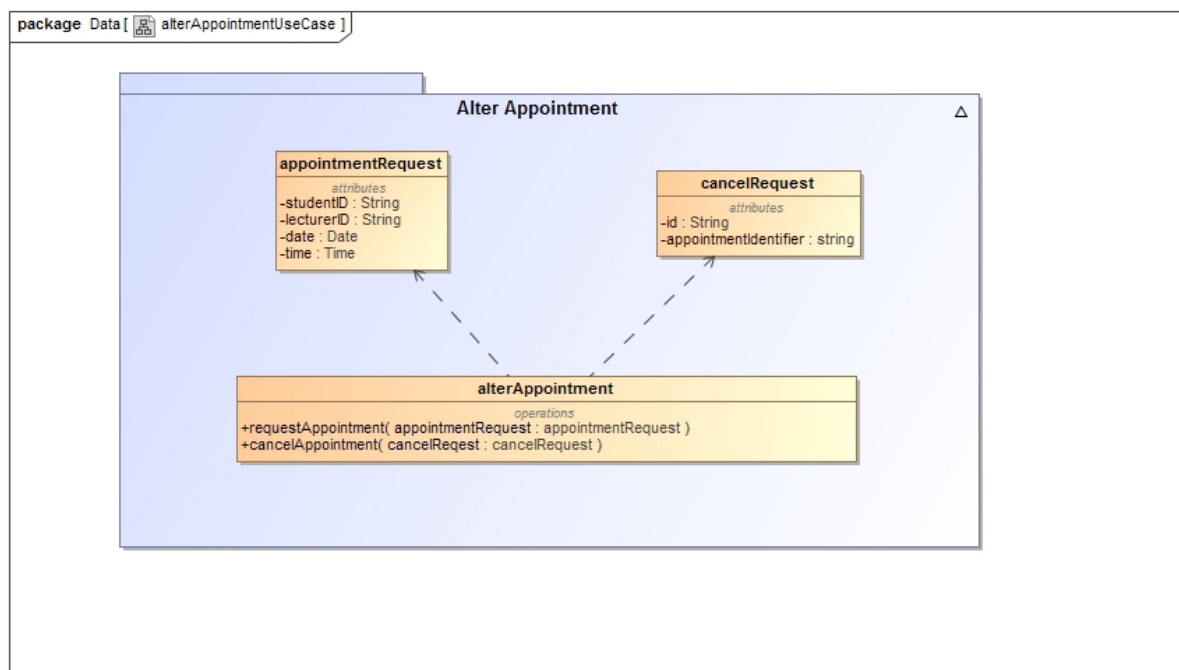 package Data [ alterAppointmentUseCase ]
Alter Appointment
appointmentRequest
attributes
-studentID : String
-lecturerID : String
-date : Date
-time : Time
cancelRequest
attributes
-id : String
-appointmentIdentifier : string
alterAppointment
operations
+requestAppointment( appointmentRequest : appointmentRequest )
+cancelAppointment( cancelReqest : cancelRequest )